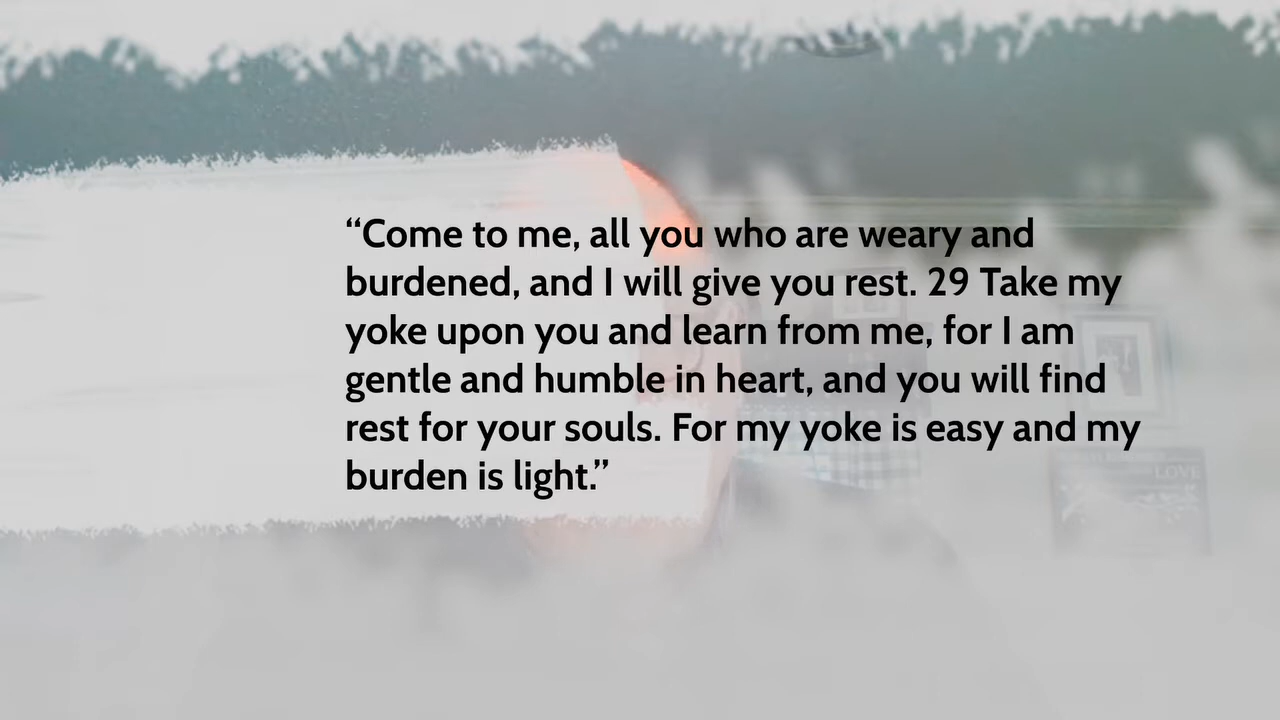 “Come to me, all you who are weary and
burdened, and I will give you rest. 29 Take my
yoke upon you and learn from me, for I am
gentle and humble in heart, and you will find
rest for your souls. For my yoke is easy and my
burden is light.”
LOVE